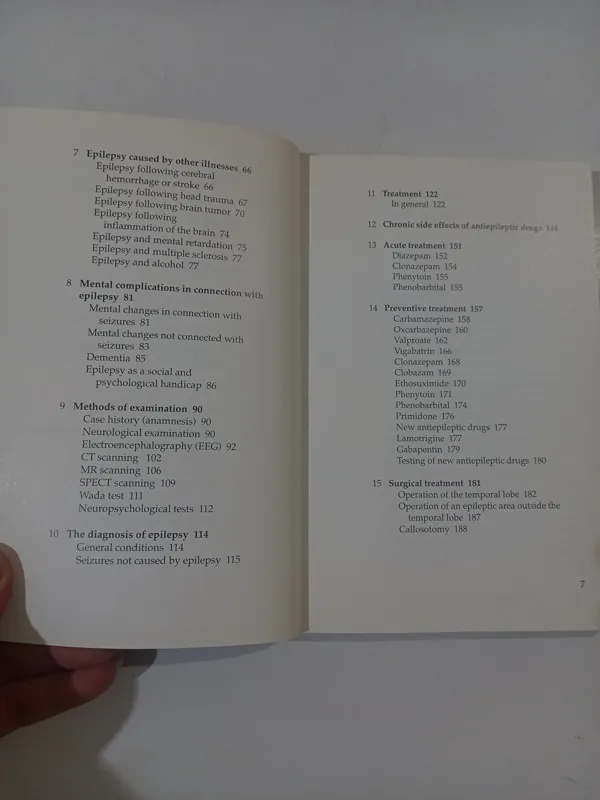 7 Epilepsy caused by other illnesses 66
Epilepsy following cerebral
hemorrhage or stroke 66
Epilepsy following head trauma 67
Epilepsy following brain tumor 70
Epilepsy following
inflammation of the brain 74
Epilepsy and mental retardation 75
Epilepsy and multiple sclerosis 77
Epilepsy and alcohol 77
8 Mental complications in connection with
epilepsy 81
Mental changes in connection with
seizures 81
Mental changes not connected with
seizures 83
Dementia 85
Epilepsy as a social and
psychological handicap 86
9 Methods of examination 90
Case history (anamnesis) 90
Neurological examination 90
Electroencephalography (EEG) 92
CT scanning 102
MR scanning 106
SPECT scanning 109
Wada test 111
Neuropsychological tests 112
10 The diagnosis of epilepsy 114
General conditions 114
Seizures not caused by epilepsy 115
11 Treatment 122
In general 122
12 Chronic side effects of antiepileptic drugs
13 Acute treatment 151
Diazepam 152
Clonazepam 154
Phenytoin 155
Phenobarbital 155
14 Preventive treatment 157
Carbamazepine 158
Oxcarbazepine 160
Valproate 162
Vigabatrin 166
Clonazepam 168
Clobazam 169
Ethosuximide 170
Phenytoin 171
Phenobarbital 174
Primidone 176
New antiepileptic drugs 177
Lamotrigine 177
Gabapentin 179
Testing of new antiepileptic drugs 180
15 Surgical treatment 181
Operation of the temporal lobe 182
Operation of an epileptic area outside the
temporal lobe 187
Callosotomy 188
7